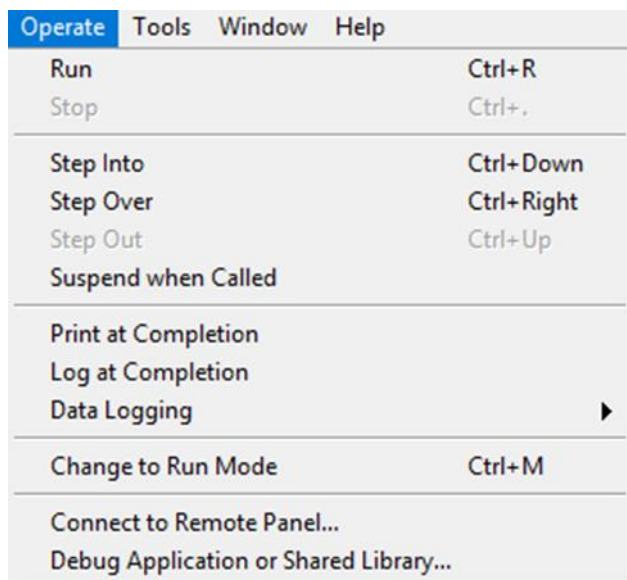 Operate Tools Window Help
Run Ctrl+R
Stop Ctrl+.
Step Into Ctrl+Down
Step Over Ctrl+Right
Step Out Ctrl+Up
Suspend when Called
Print at Completion
Log at Completion
Data Logging
Change to Run Mode Ctrl+M
Connect to Remote Panel...
Debug Application or Shared Library...